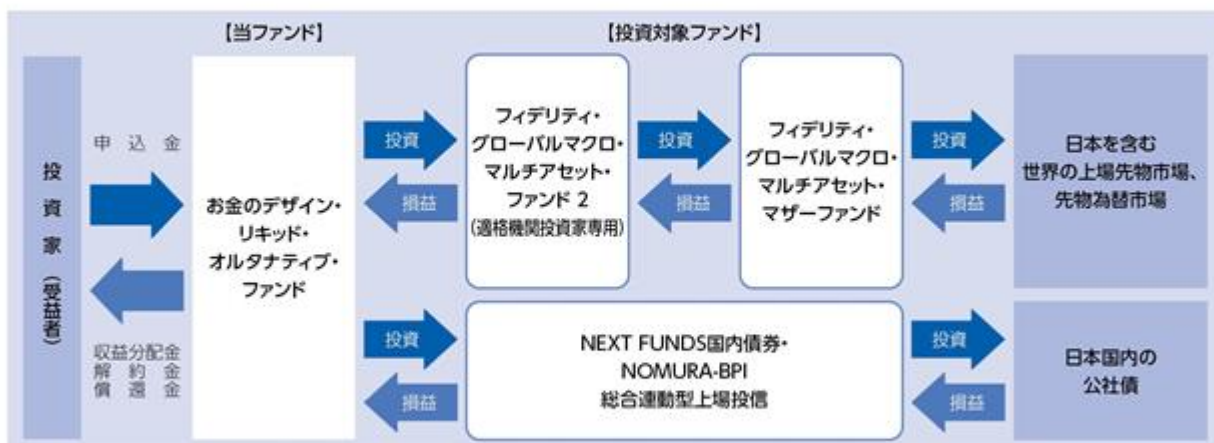 【当ファンド】
【投資対象ファンド】
投資家(受益者)
申込金
収益分配金
解約金
償還金
お金のデザイン・
リキッド・
オルタナティブ・
ファンド
投資
損益
フィデリティ・
グローバルマクロ・
マルチアセット・
ファンド 2
(適格機関投資家専用)
投資
損益
フィデリティ・
グローバルマクロ・
マルチアセット・
マザーファンド
投資
損益
日本を含む
世界の上場先物市場、
先物為替市場
投資
損益
NEXT FUNDS国内債券・
NOMURA-BPI
総合連動型上場投信
投資
損益
日本国内の
公社債